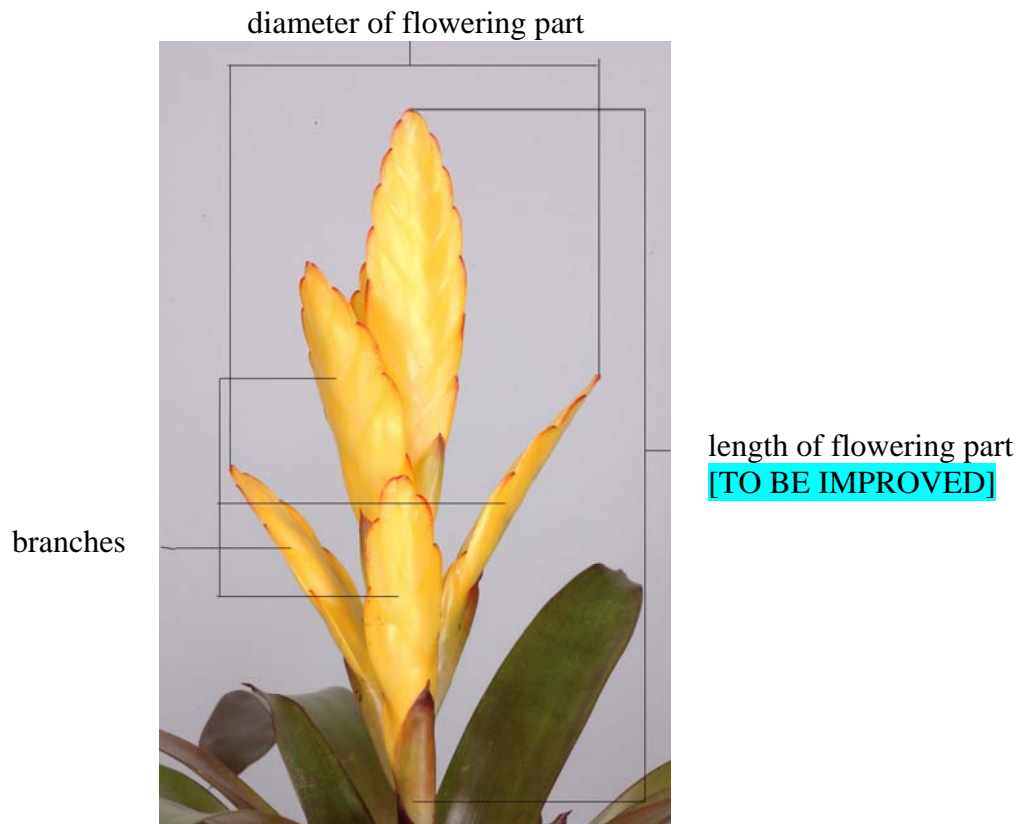 diameter of flowering part
length of flowering part
[TO BE IMPROVED]
branches